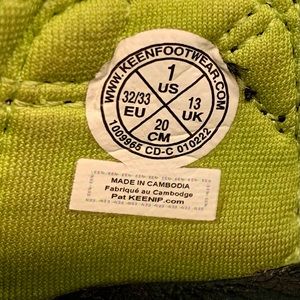 WWW.KEENFOOTWEAR.COM
1
US
32/33
EU
13
UK
20
CM
1009965 CD-C 010222
MADE IN CAMBODIA
Fabriqué au Cambodge
Pat KEENIP.com